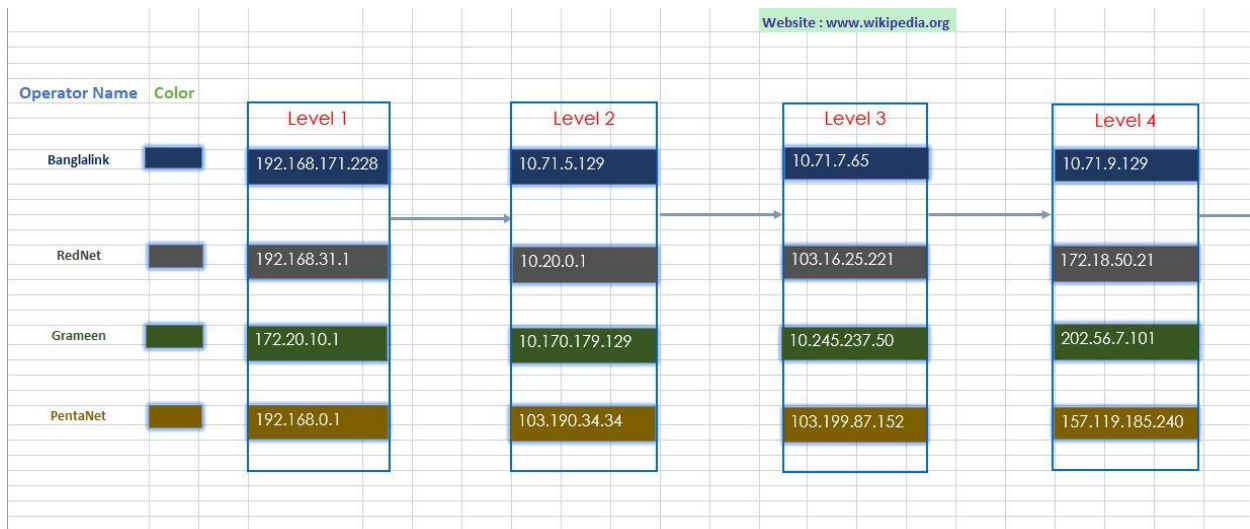 Website : www.wikipedia.org
Operator Name Color
Level 1 Level 2 Level 3 Level 4
Banglalink 192.168.171.228 10.71.5.129 10.71.7.65 10.71.9.129
RedNet 192.168.31.1 10.20.0.1 103.16.25.221 172.18.50.21
Grameen 172.20.10.1 10.170.179.129 10.245.237.50 202.56.7.101
PentaNet 192.168.0.1 103.190.34.34 103.199.87.152 157.119.185.240